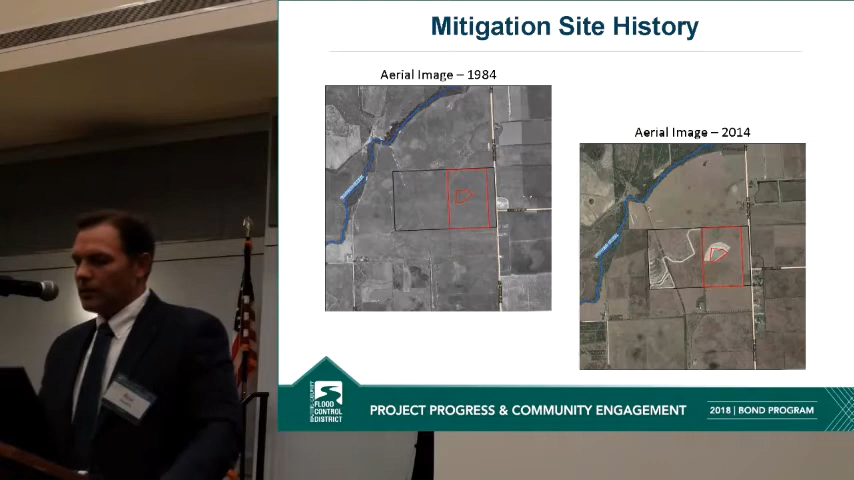 Mitigation Site History
Aerial Image – 1984
Aerial Image – 2014
FLOOD
CONTROL
DISTRICT
PROJECT PROGRESS & COMMUNITY ENGAGEMENT
2018 | BOND PROGRAM